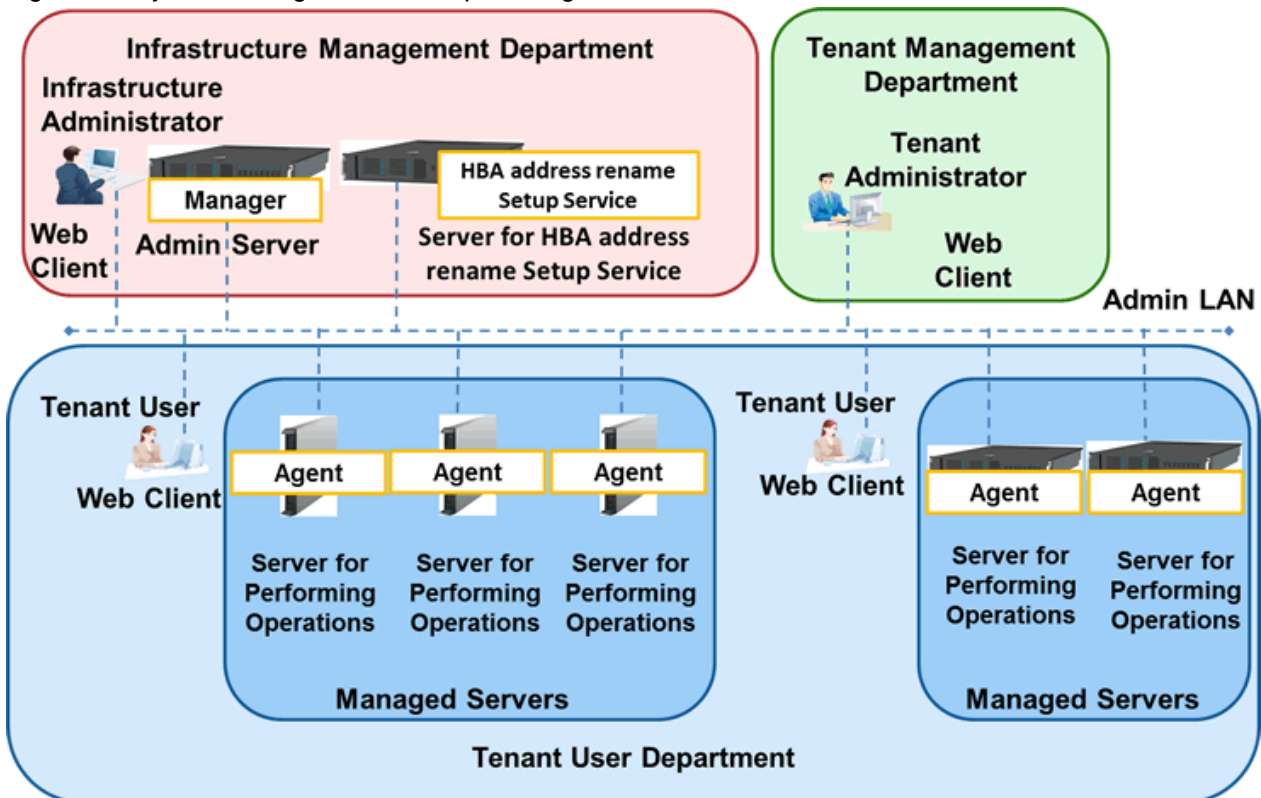 Infrastructure Management Department
Infrastructure
Administrator
Manager
Web
Client
Admin Server
HBA address rename
Setup Service
Server for HBA address
rename Setup Service
Tenant Management
Department
Tenant
Administrator
Web
Client
Admin LAN
Tenant User
Web Client
Agent
Agent
Agent
Server for
Performing
Operations
Server for
Performing
Operations
Server for
Performing
Operations
Managed Servers
Tenant User
Web Client
Agent
Agent
Server for
Performing
Operations
Server for
Performing
Operations
Managed Servers
Tenant User Department